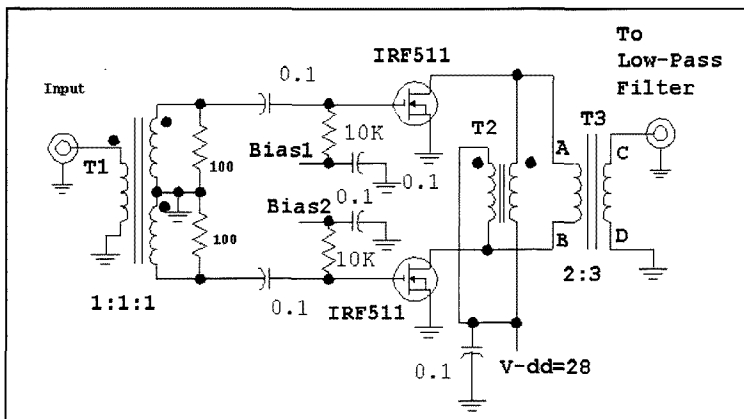 To
Low-Pass
Filter
IRF511
0.1
Input
T1
100
10K
Bias1
0.1
T2
T3
A
C
Bias2
0.1
100
10K
B
D
0.1
IRF511
2:3
1:1:1
0.1
V-dd=28